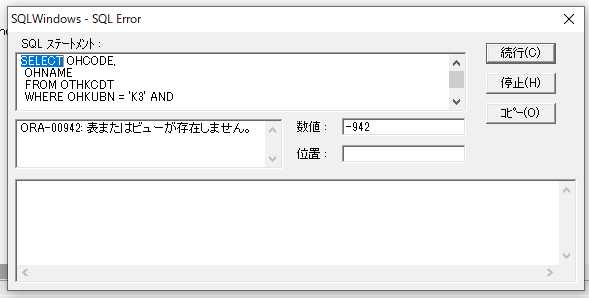 SQLWindows - SQL Error
SQL ステートメント :
SELECT OHCODE,
OHNAME
FROM OTHKCDT
WHERE OHKUBN = 'K3' AND
続行(C)
停止(H)
コピー(O)
ORA-00942: 表またはビューが存在しません。
数値 : -942
位置 :